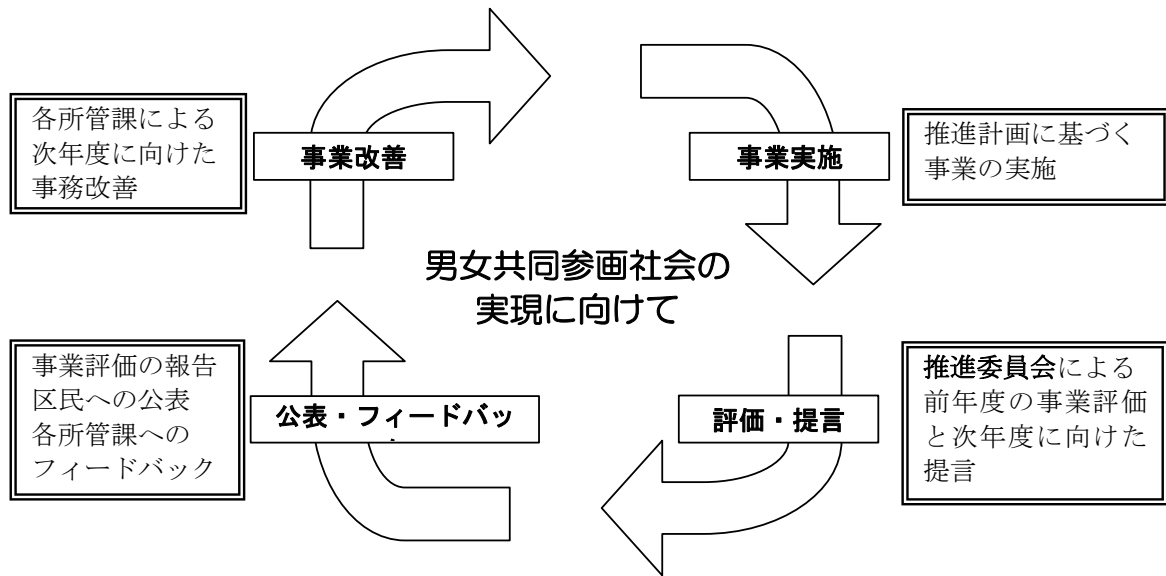 各所管課による
次年度に向けた
事務改善
事業改善
事業実施
推進計画に基づく
事業の実施
男女共同参画社会の
実現に向けて
事業評価の報告
区民への公表
各所管課への
フィードバック
公表・フィードバッ
評価・提言
推進委員会による
前年度の事業評価
と次年度に向けた
提言